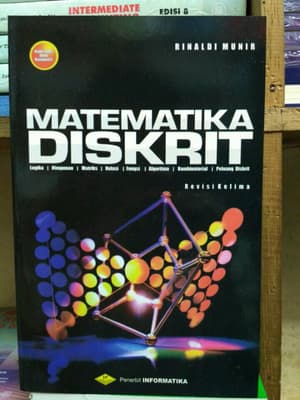 INTERMEDIATE
EDISI 8
RINALDI MUNIR
MATEMATIKA
DISKRIT
Logika | Himpunan | Matriks | Relasi | Fungsi | Algoritma | Kombinatorial | Peluang Diskrit
Revisi Kelima
Penerbit INFORMATIKA